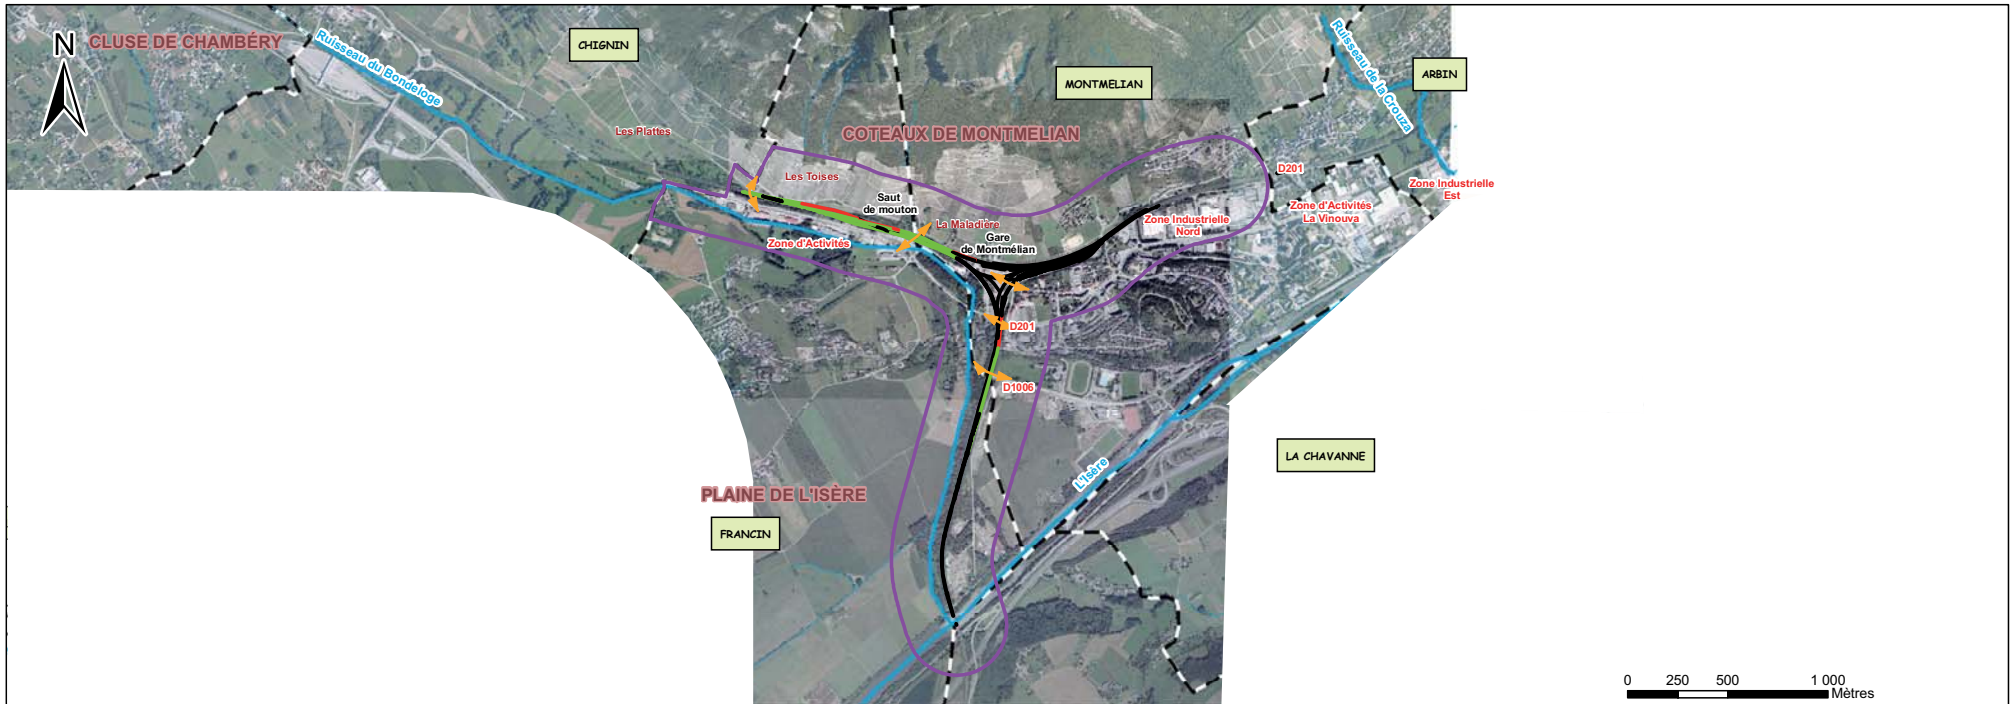 N
CLUSE DE CHAMBÉRY
Ruisseau du Bondeloge
CHIGNIN
MONTMELIAN
Ruisseau de la Crouza
ARBIN
Les Plattes
COTEAUX DE MONTMELIAN
Les Toises
D201
Saut
de mouton
Zone Industrielle
Est
Zone d'Activités
La Vinouva
Zone Industrielle
Nord
La Maladière
Zone d'Activités
Gare
de Montmélian
D201
D1006
LA CHAVANNE
L'Isère
PLAINE DE L'ISÈRE
FRANCIN
0 250 500 1 000
Mètres